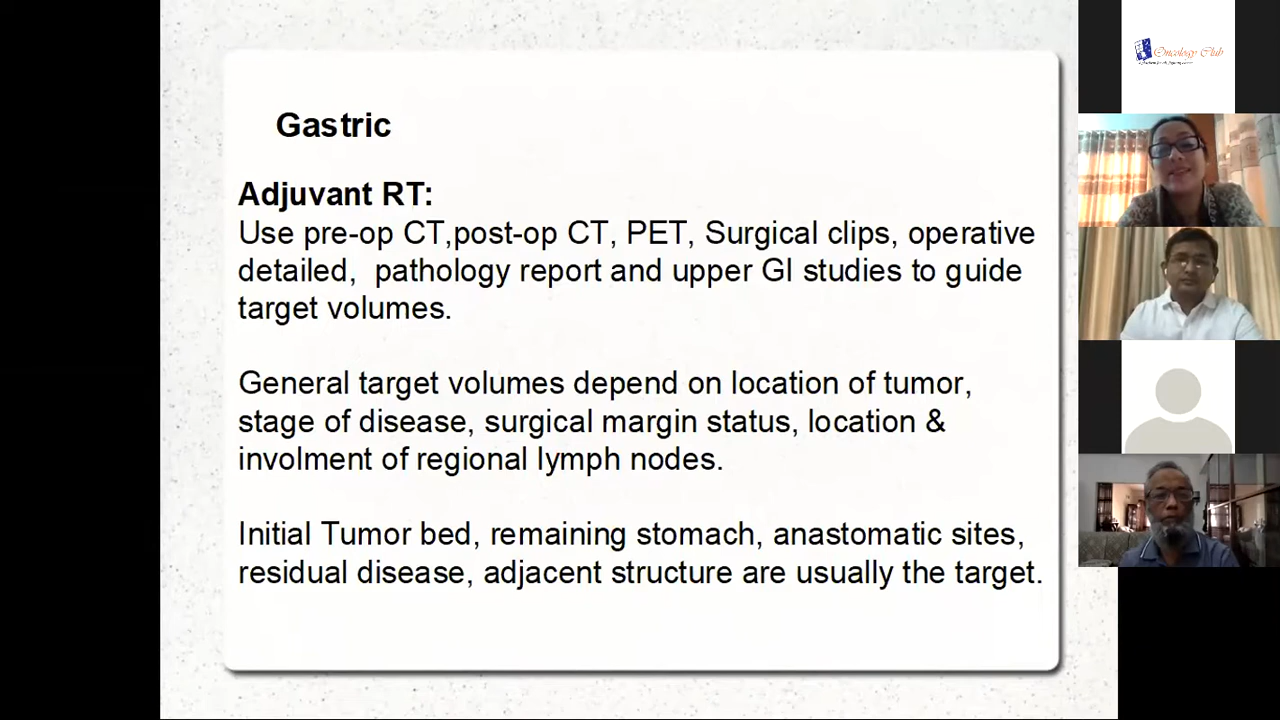 Gastric
Adjuvant RT:
Use pre-op CT,post-op CT, PET, Surgical clips, operative
detailed, pathology report and upper GI studies to guide
target volumes.
General target volumes depend on location of tumor,
stage of disease, surgical margin status, location &
involment of regional lymph nodes.
Initial Tumor bed, remaining stomach, anastomatic sites,
residual disease, adjacent structure are usually the target.
Oncology Club